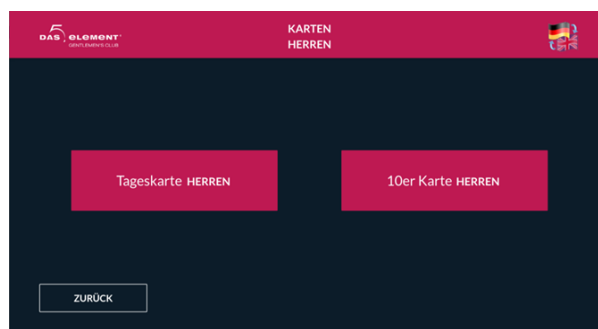 DAS 5 ELEMENT
GENTLEMEN'S CLUB
KARTEN
HERREN
Tageskarte HERREN
10er Karte HERREN
ZURÜCK